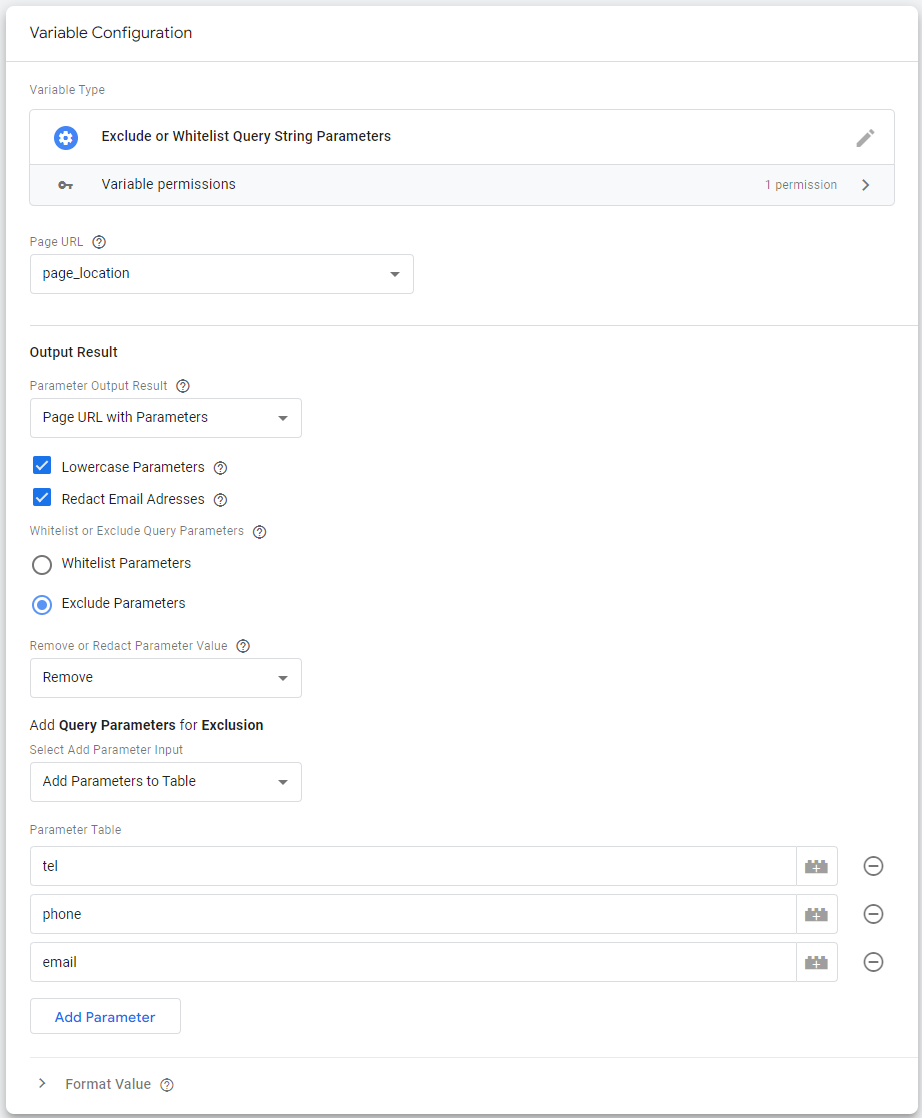 Variable Configuration
Variable Type
Exclude or Whitelist Query String Parameters
Variable permissions 1 permission
Page URL
page_location
Output Result
Parameter Output Result
Page URL with Parameters
Lowercase Parameters
Redact Email Adresses
Whitelist or Exclude Query Parameters
Whitelist Parameters
Exclude Parameters
Remove or Redact Parameter Value
Remove
Add Query Parameters for Exclusion
Select Add Parameter Input
Add Parameters to Table
Parameter Table
tel
phone
email
Add Parameter
Format Value